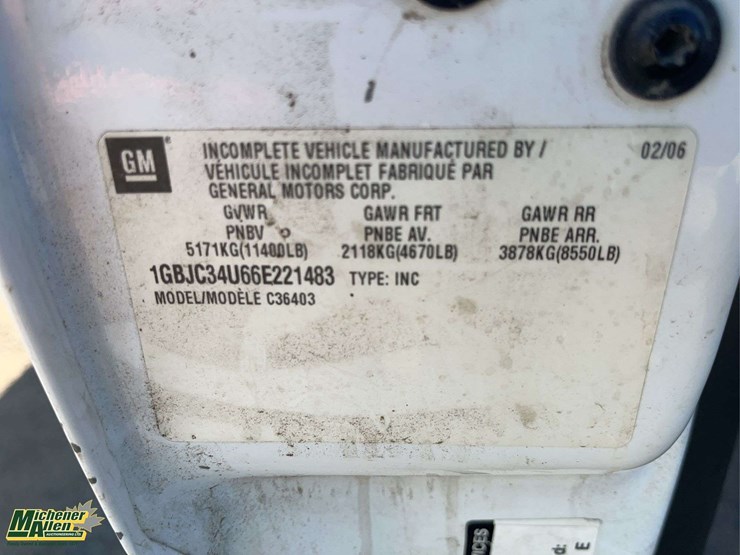 GM
INCOMPLETE VEHICLE MANUFACTURED BY / 02/06
VÉHICULE INCOMPLET FABRIQUÉ PAR
GENERAL MOTORS CORP.
GVWR GAWR FRT GAWR RR
PNBV PNBE AV. PNBE ARR.
5171KG(11400LB) 2118KG(4670LB) 3878KG(8550LB)
1GBJC34U66E221483 TYPE: INC
MODEL/MODÈLE C36403
Michener
Allen
AUCTIONEERING LTD